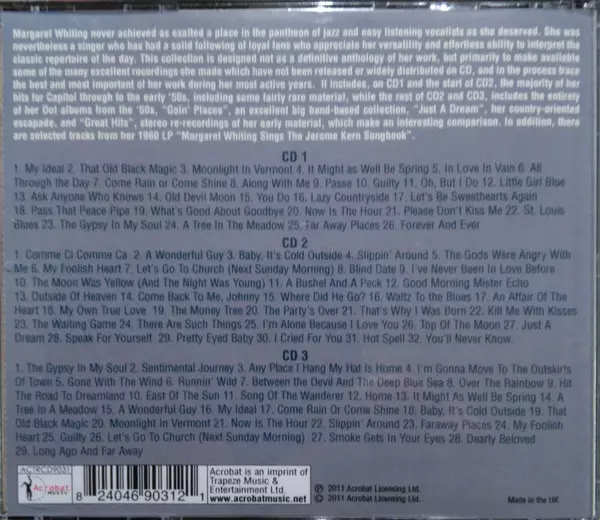 Margaret Whiting never achieved as exalted a place in the pantheon of jazz and easy listening vocalists as she deserved. She was
nevertheless a singer who has had a solid following of loyal fans who appreciate her versatility and effortless ability to interpret the
classic repertoire of the day. This collection is designed not as a definitive anthology of her work, but primarily to make available
some of the many excellent recordings she made which have not been released or widely distributed on CD, and in the process track
the best and most important of her work during her most active years. It includes, on CD1 and the start of CD2, the majority of her
hits for Capitol through to the early '50s, including some fairly rare material, while the rest of CD2 and CD3, includes the entirety
of her Dot albums from the '50s, "Goin' Places", an excellent big band-based collection, "Just A Dream", her country-oriented
escapade, and "Great Hits", stereo re-recordings of her early material, which make an interesting comparison. In addition, there
are selected tracks from her 1960 LP "Margaret Whiting Sings The Jerome Kern Songbook".
CD 1
1. My Ideal 2. That Old Black Magic 3. Moonlight in Vermont 4. It Might as Well Be Spring 5. In Love in Vain 6. All
Through the Day 7. Come Rain or Come Shine 8. Along With Me 9. Passe 10. Guilty 11. Oh, But I Do 12. Little Girl Blue
13. Ask Anyone Who Knows 14. Old Devil Moon 15. You Do 16. Lazy Countryside 17. Let's Be Sweethearts Again
18. Pass That Peace Pipe 19. What's Good About Goodbye 20. Now Is the Hour 21. Please Don't Kiss Me 22. St. Louis
Blues 23. The Gypsy In My Soul 24. A Tree In The Meadow 25. Far Away Places 26. Forever And Ever
CD 2
1. Comme Ci Comme Ca 2. A Wonderful Guy 3. Baby, It's Cold Outside 4. Slippin' Around 5. The Gods Were Angry With
Me 6. My Foolish Heart 7. Let's Go To Church (Next Sunday Morning) 8. Blind Date 9. I've Never Been In Love Before
10. The Moon Was Yellow (And The Night Was Young) 11. A Bushel And A Peck 12. Good Morning Mister Echo
13. Outside Of Heaven 14. Come Back To Me, Johnny 15. Where Did He Go? 16. Waltz To the Blues 17. An Affair Of The
Heart 18. My Own True Love 19. The Money Tree 20. The Party's Over 21. That's Why I Was Born 22. Kill Me With Kisses
23. The Waiting Game 24. There Are Such Things 25. I'm Alone Because I Love You 26. Top Of The Moon 27. Just A
Dream 28. Speak For Yourself 29. Pretty Eyed Baby 30. I Cried For You 31. Hot Spell 32. You'll Never Know.
CD 3
1. The Gypsy In My Soul 2. Sentimental Journey 3. Any Place I Hang My Hat Is Home 4. I'm Gonna Move To The Outskirts
Of Town 5. Gone With The Wind 6. Runnin' Wild 7. Between the Devil And The Deep Blue Sea 8. Over The Rainbow 9. Hit
The Road To Dreamland 10. East Of The Sun 11. Song Of The Wanderer 12. Home 13. It Might As Well Be Spring 14. A
Tree In A Meadow 15. A Wonderful Guy 16. My Ideal 17. Come Rain Or Come Shine 18. Baby, It's Cold Outside 19. That
Old Black Magic 20. Moonlight in Vermont 21. Now Is The Hour 22. Slippin' Around 23. Faraway Places 24. My Foolish
Heart 25. Guilty 26. Let's Go To Church (Next Sunday Morning) 27. Smoke Gets in Your Eyes 28. Dearly Beloved
29. Long Ago And Far Away
ACTRCD9031
Acrobat
MUSIC
8 24046 90312 1
Acrobat is an imprint of
Trapeze Music &
Entertainment Ltd.
www.acrobatmusic.net
℗ 2011 Acrobat Licensing Ltd.
© 2011 Acrobat Licensing Ltd.
Made in the UK